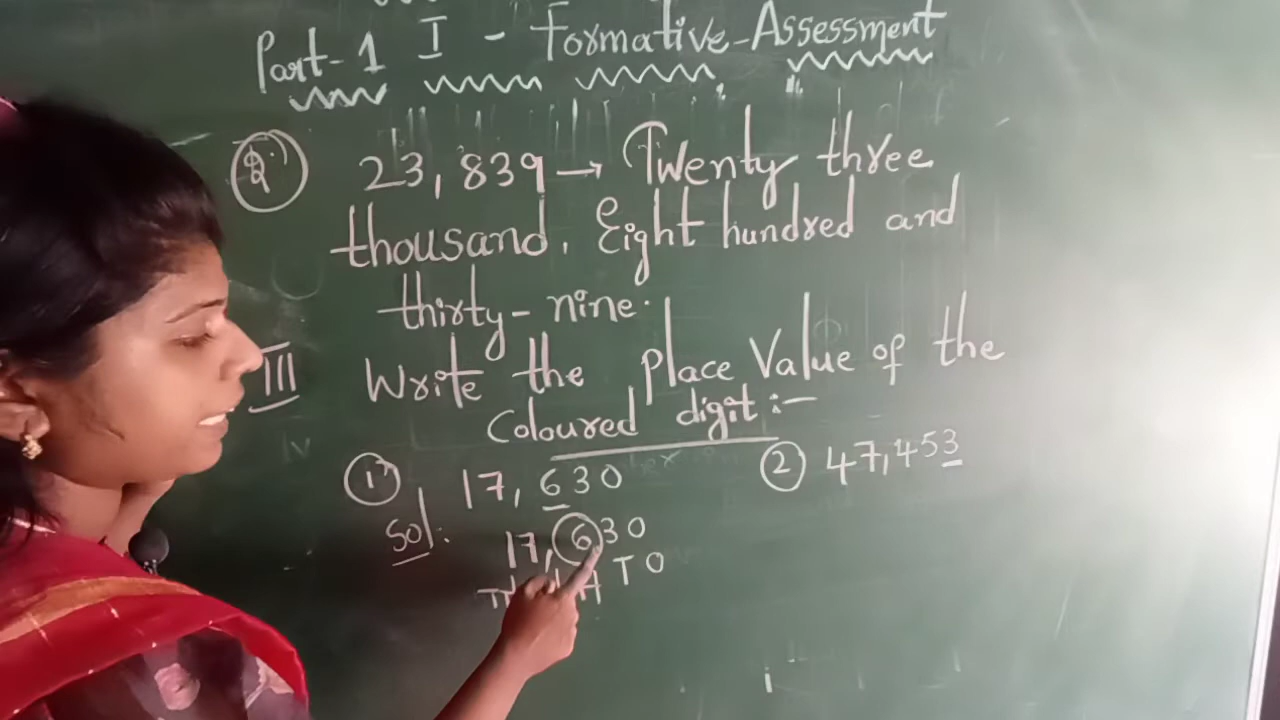 Part-1 I - Formative-Assessment
23,839 → Twenty three
thousand, Eight hundred and
thirty-nine.
III Write the place Value of the
Coloured digit :-
① 17,630 ② 47,453
Sol: 17,630
T O